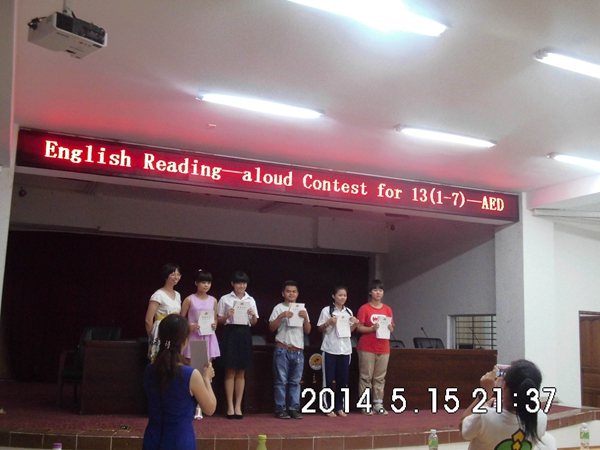 English Reading—aloud Contest for 13(1-7)—AED
2014. 5. 15 21:37